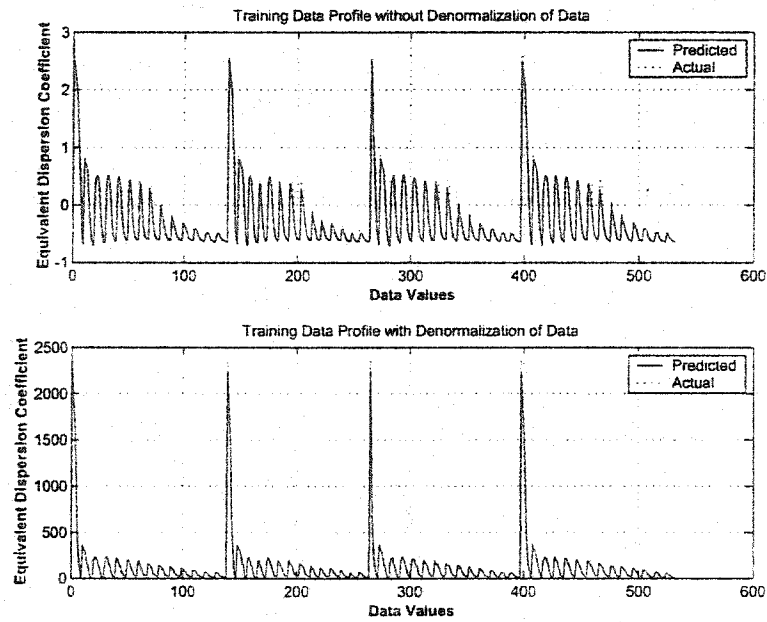 Training Data Profile without Denormalization of Data
Equivalent Dispersion Coefficient
3
2
1
0
-1
Predicted
Actual
0 100 200 300 400 500 600
Data Values
Training Data Profile with Denormalization of Data
Equivalent Dispersion Coefficient
2500
2000
1500
1000
500
0
Predicted
Actual
0 100 200 300 400 500 600
Data Values